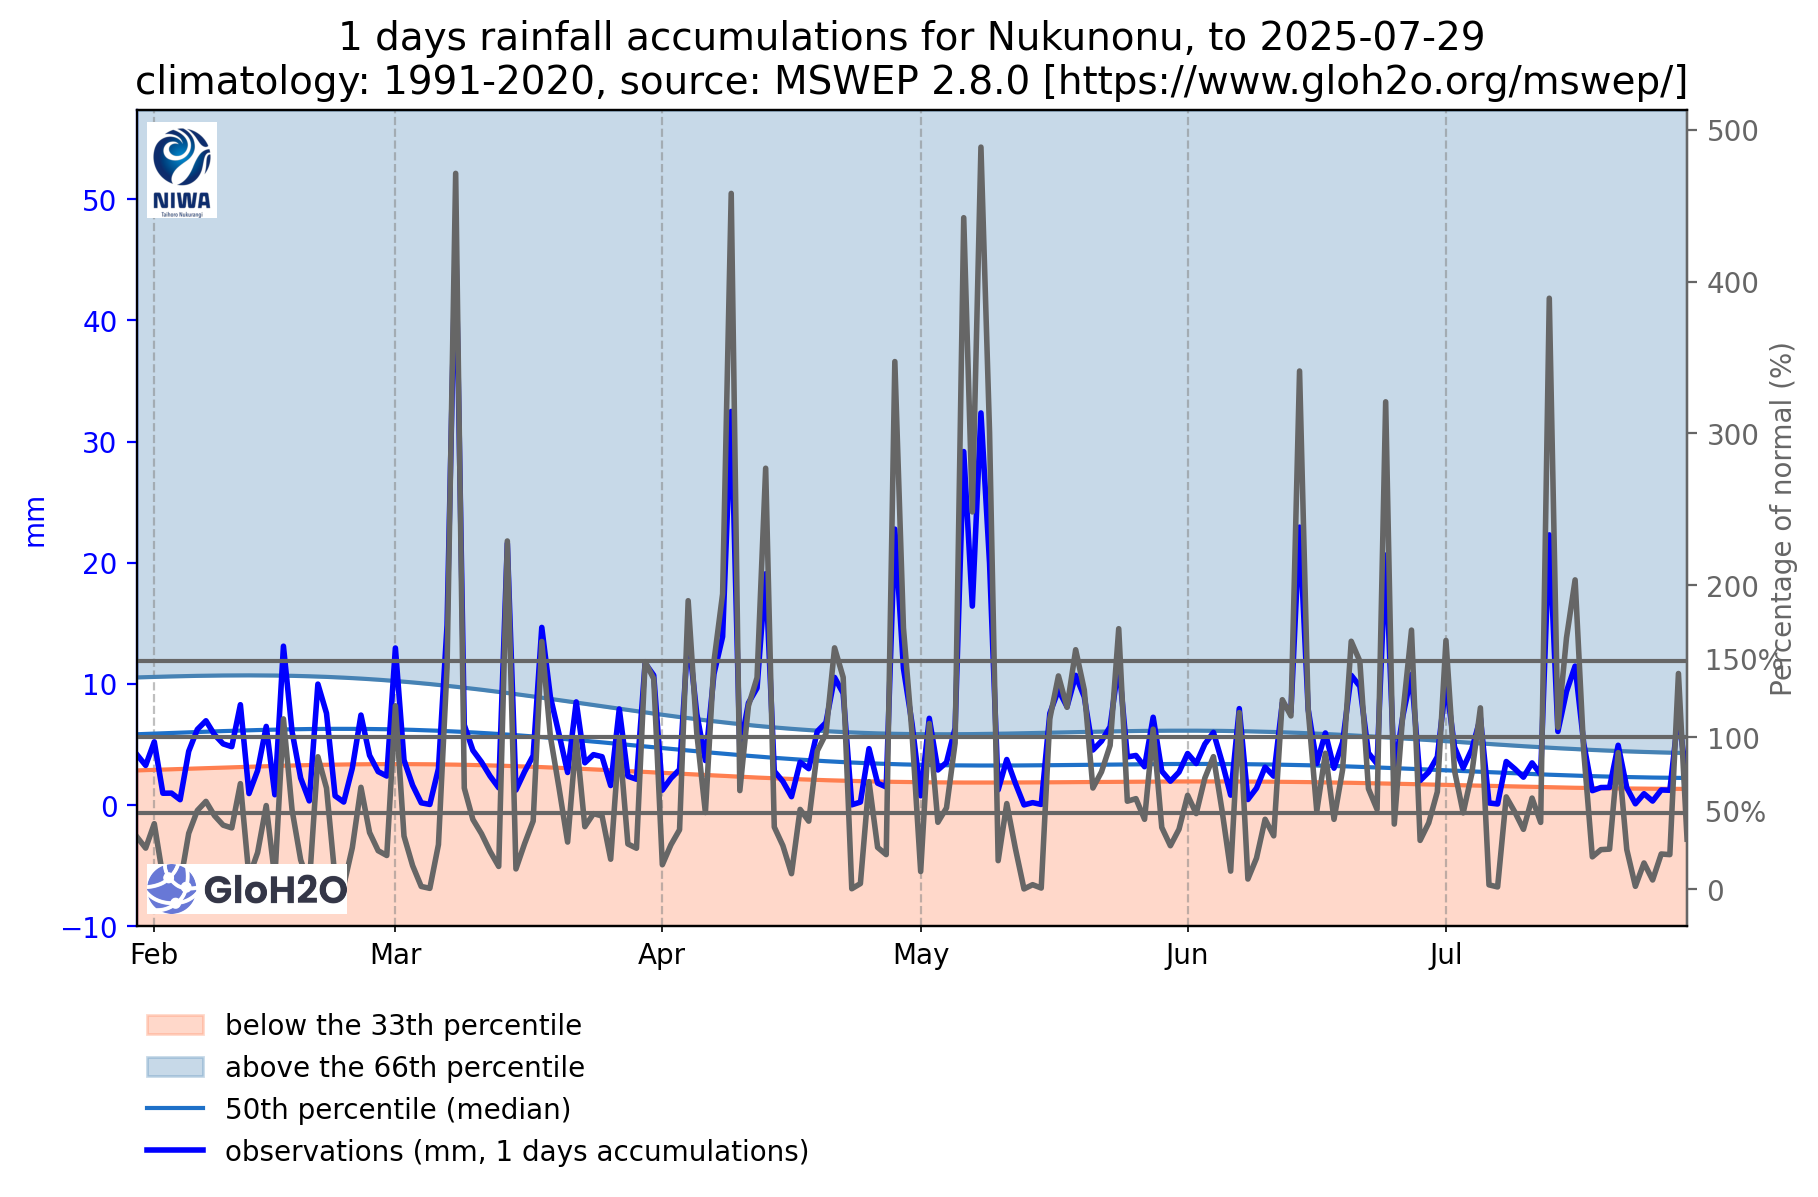 1 days rainfall accumulations for Nukunonu, to 2025-07-29
climatology: 1991-2020, source: MSWEP 2.8.0 [https://www.gloh2o.org/mswep/]
NIWA
Taihoro Nukurangi
50
40
30
20
10
0
−10
mm
500
400
300
200
150%
100
50%
0
Percentage of normal (%)
GloH2O
Feb
Mar
Apr
May
Jun
Jul
below the 33th percentile
above the 66th percentile
50th percentile (median)
observations (mm, 1 days accumulations)